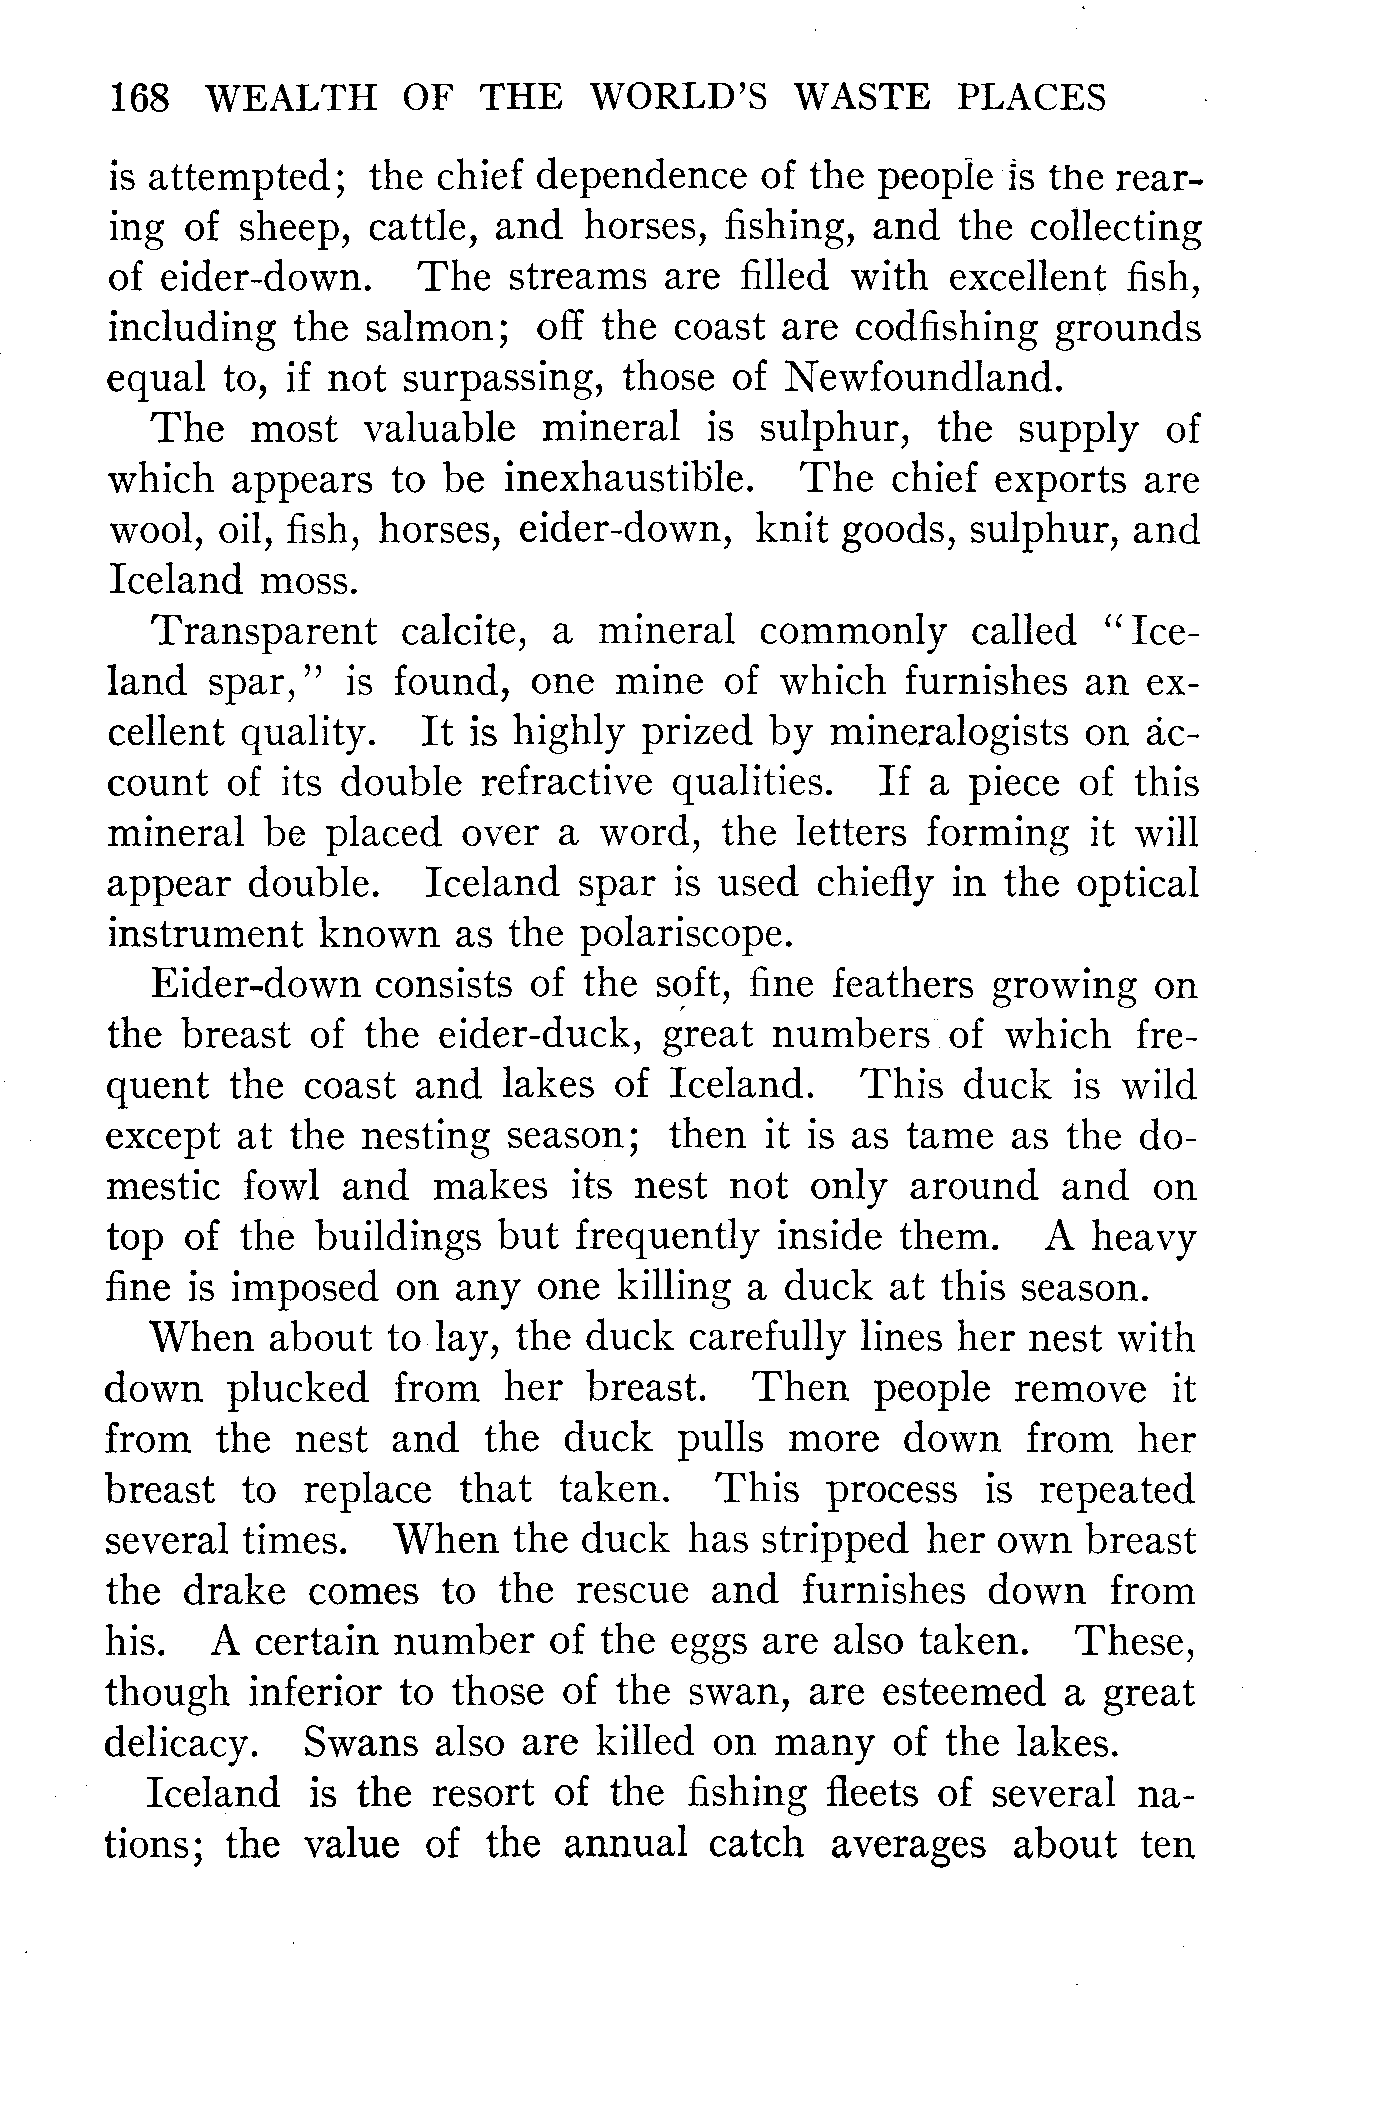 168 WEALTH OF THE WORLD'S WASTE PLACES
is attempted; the chief dependence of the people is the rear-
ing of sheep, cattle, and horses, fishing, and the collecting
of eider-down. The streams are filled with excellent fish,
including the salmon; off the coast are codfishing grounds
equal to, if not surpassing, those of Newfoundland.
The most valuable mineral is sulphur, the supply of
which appears to be inexhaustible. The chief exports are
wool, oil, fish, horses, eider-down, knit goods, sulphur, and
Iceland moss.
Transparent calcite, a mineral commonly called "Ice-
land spar," is found, one mine of which furnishes an ex-
cellent quality. It is highly prized by mineralogists on ac-
count of its double refractive qualities. If a piece of this
mineral be placed over a word, the letters forming it will
appear double. Iceland spar is used chiefly in the optical
instrument known as the polariscope.
Eider-down consists of the soft, fine feathers growing on
the breast of the eider-duck, great numbers of which fre-
quent the coast and lakes of Iceland. This duck is wild
except at the nesting season; then it is as tame as the do-
mestic fowl and makes its nest not only around and on
top of the buildings but frequently inside them. A heavy
fine is imposed on any one killing a duck at this season.
When about to lay, the duck carefully lines her nest with
down plucked from her breast. Then people remove it
from the nest and the duck pulls more down from her
breast to replace that taken. This process is repeated
several times. When the duck has stripped her own breast
the drake comes to the rescue and furnishes down from
his. A certain number of the eggs are also taken. These,
though inferior to those of the swan, are esteemed a great
delicacy. Swans also are killed on many of the lakes.
Iceland is the resort of the fishing fleets of several na-
tions; the value of the annual catch averages about ten